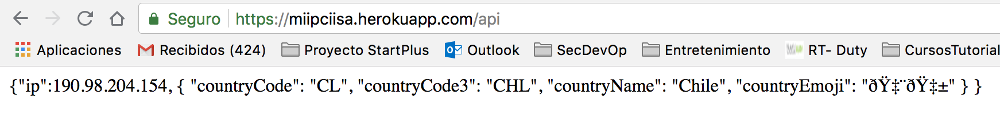 Seguro https://miipciisa.herokuapp.com/api
Aplicaciones Recibidos (424) Proyecto StartPlus Outlook SecDevOp Entretenimiento RT- Duty CursosTutorial
{"ip":190.98.204.154, { "countryCode": "CL", "countryCode3": "CHL", "countryName": "Chile", "countryEmoji": "ðŸ‡¨ðŸ‡±" } }